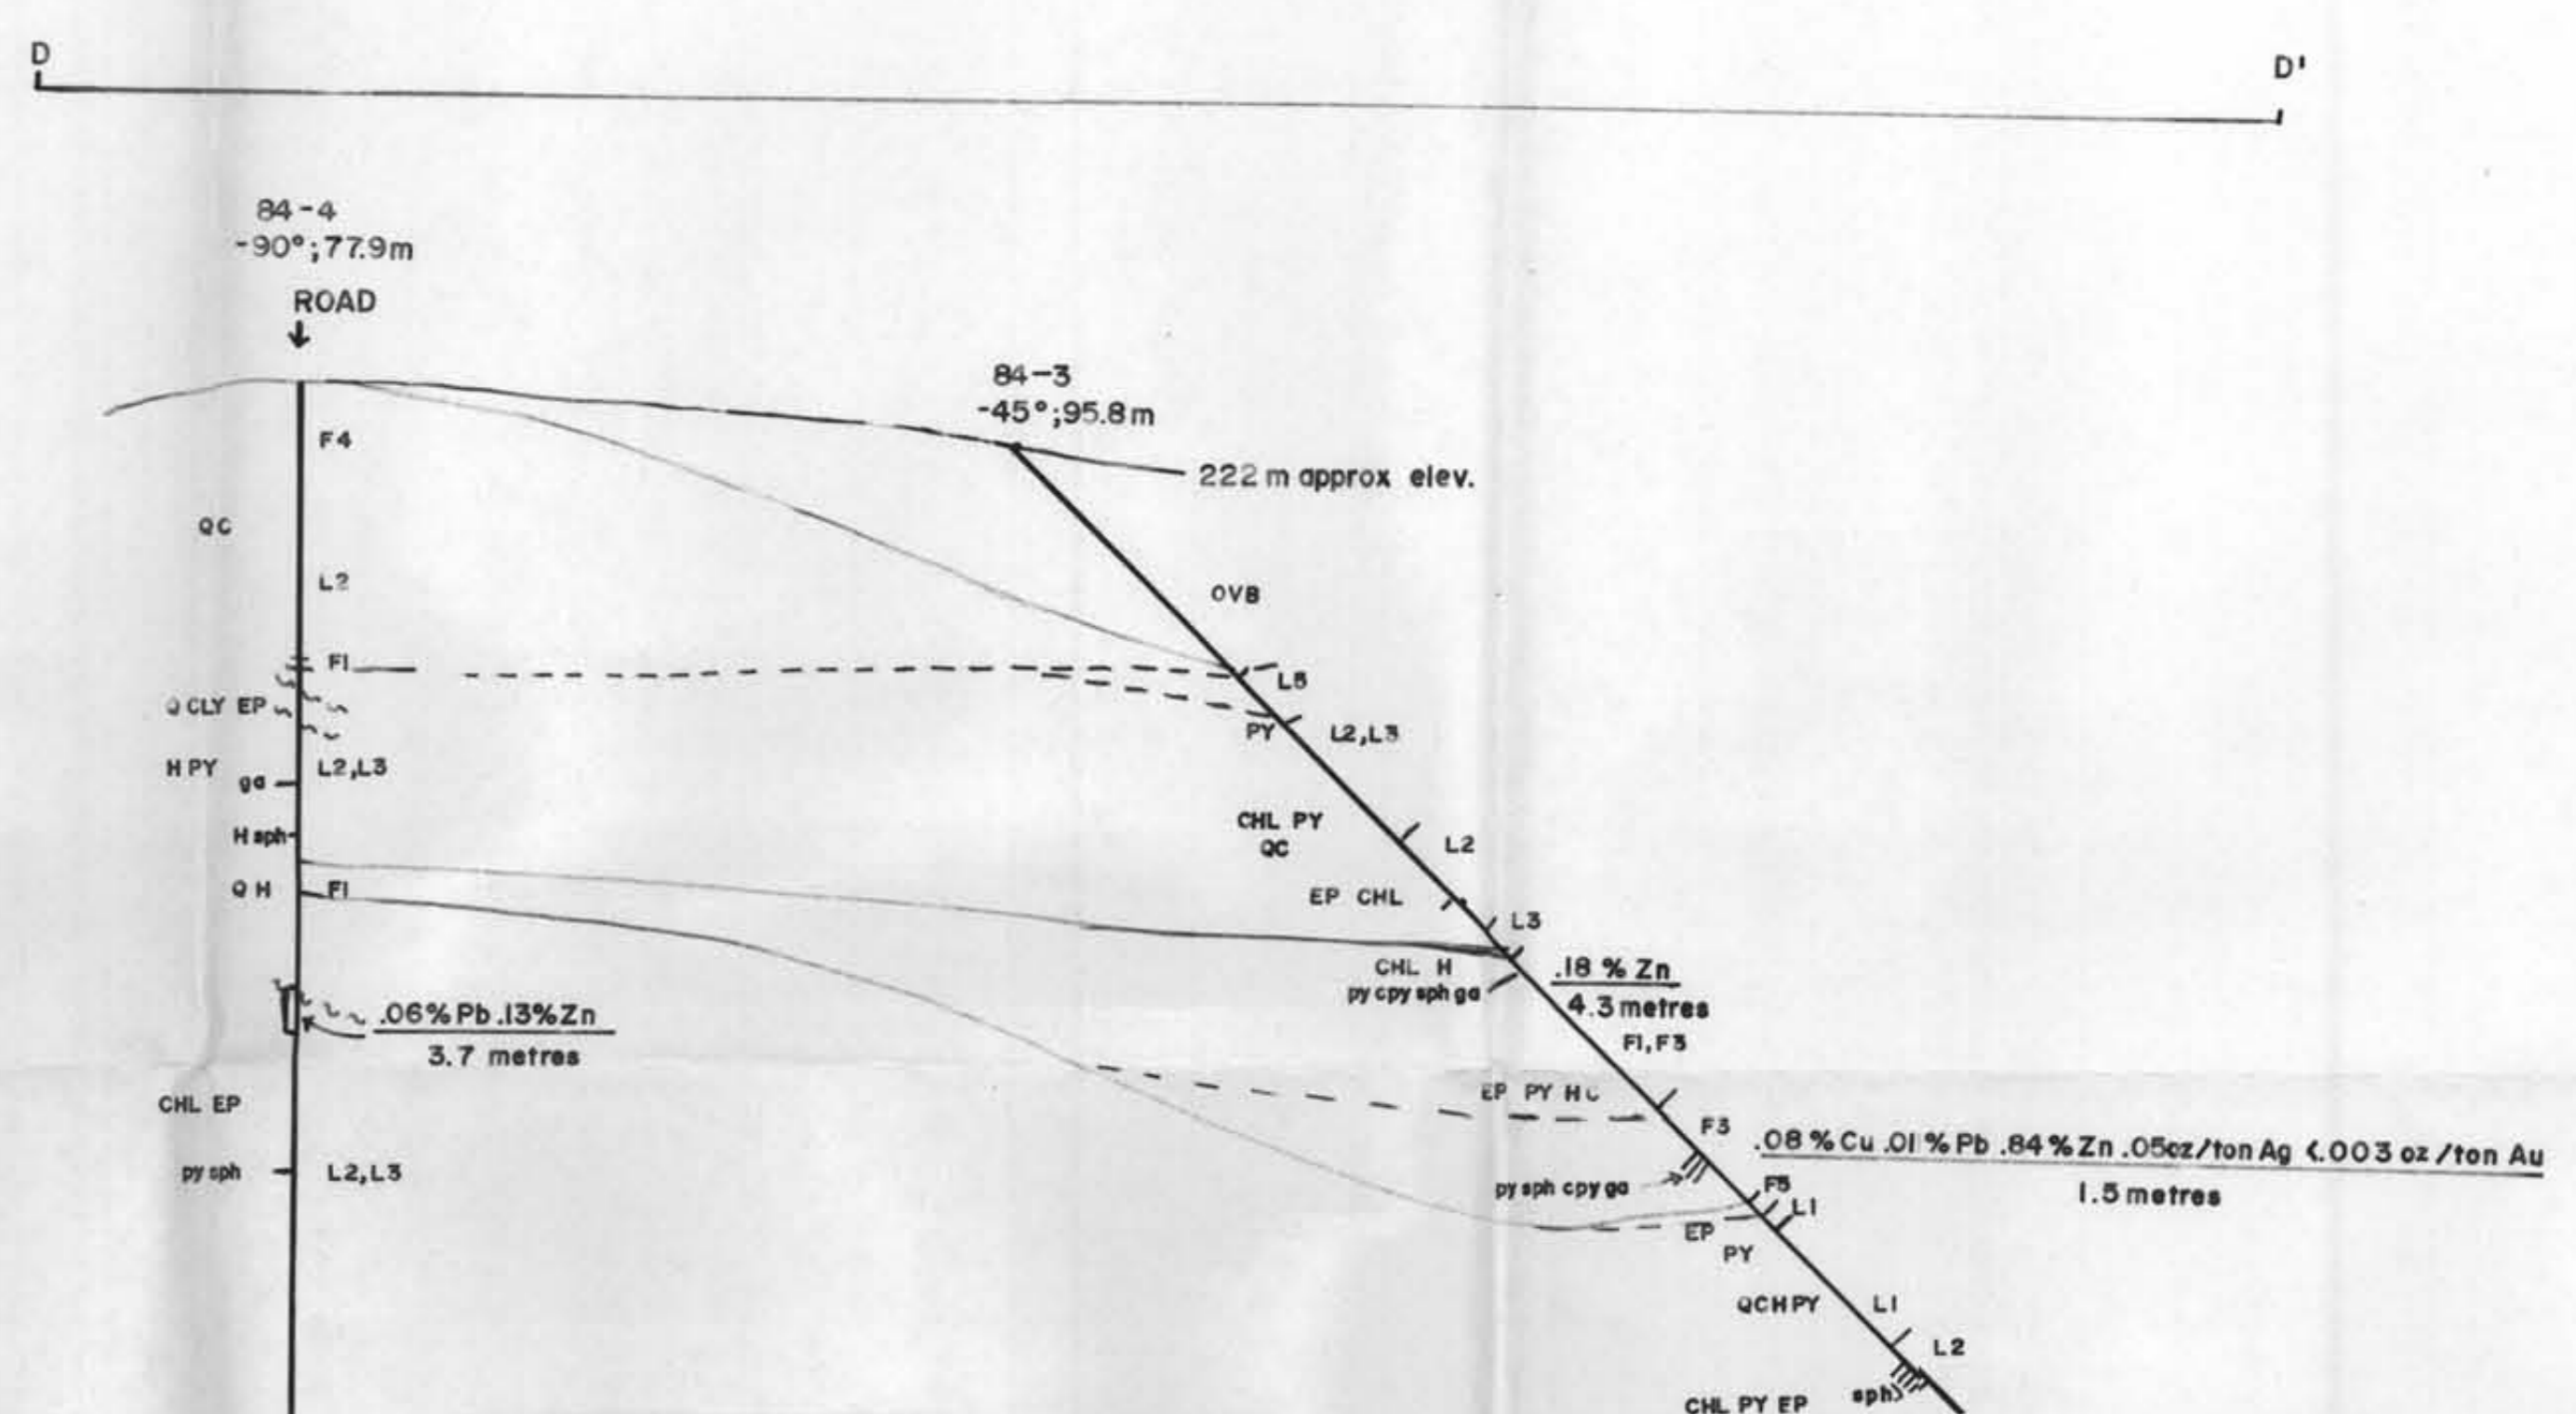 D
D'
84-4
-90°;77.9m
ROAD
84-3
-45°;95.8m
222 m approx elev.
F4
QC
L2
OVB
F1
L5
Q CLY EP
PY
L2,L3
H PY
ga
L2,L3
CHL PY
QC
L2
H sph
Q H
F1
EP CHL
L3
CHL H
py cpy sph ga
.18 % Zn
4.3 metres
.06% Pb .13% Zn
3.7 metres
F1,F3
EP PY H C
CHL EP
F3
.08 % Cu .01 % Pb .84 % Zn .05oz/ton Ag <.003 oz/ton Au
1.5 metres
py sph
L2,L3
py sph cpy ga
F5
L1
EP
PY
QCHPY
L1
L2
CHL PY EP
sph